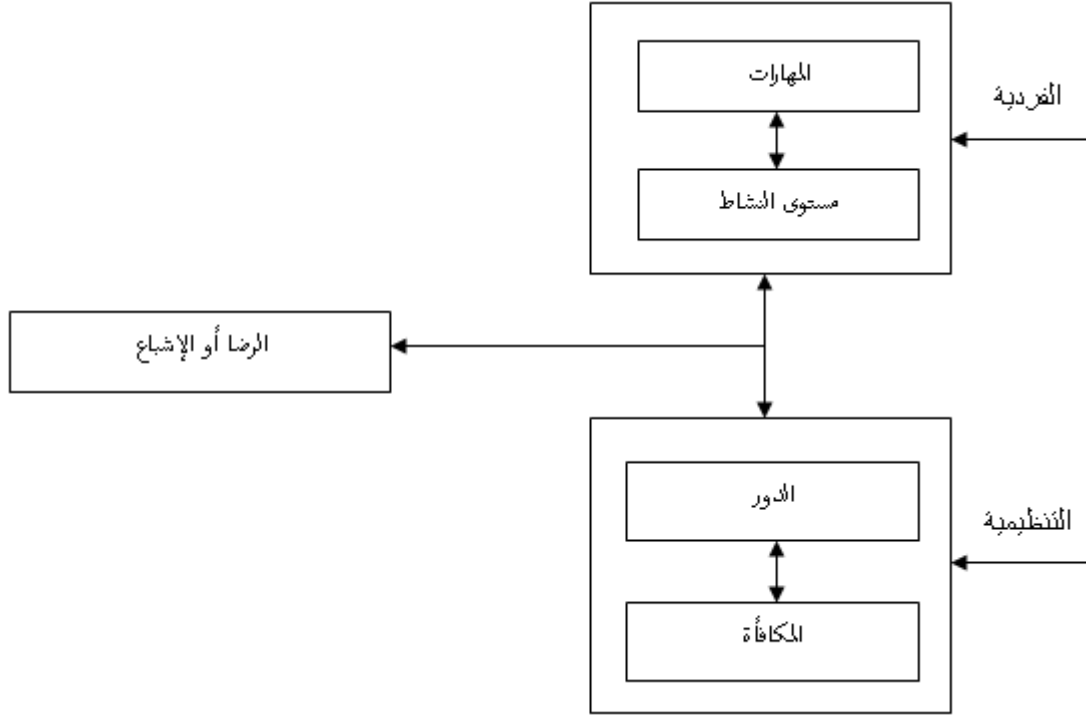 المهارات
الفردية
مستوى النشاط
الرضا أو الإشباع
الدور
التنظيمية
المكافأة